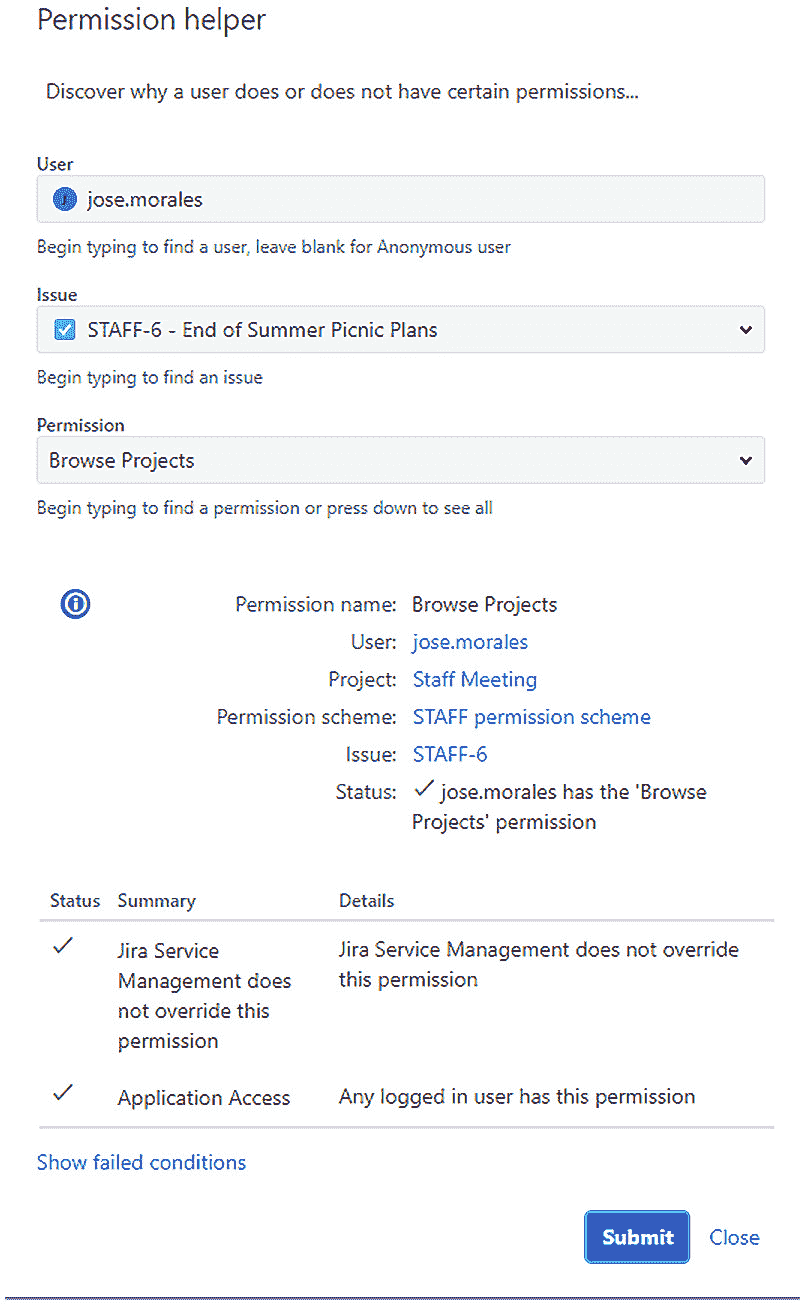 Permission helper
Discover why a user does or does not have certain permissions...
User
jose.morales
Begin typing to find a user, leave blank for Anonymous user
Issue
STAFF-6 - End of Summer Picnic Plans
Begin typing to find an issue
Permission
Browse Projects
Begin typing to find a permission or press down to see all
Permission name: Browse Projects
User: jose.morales
Project: Staff Meeting
Permission scheme: STAFF permission scheme
Issue: STAFF-6
Status: ✓ jose.morales has the 'Browse
Projects' permission
Status Summary Details
✓ Jira Service Jira Service Management does not override
Management does this permission
not override this
permission
✓ Application Access Any logged in user has this permission
Show failed conditions
Submit Close